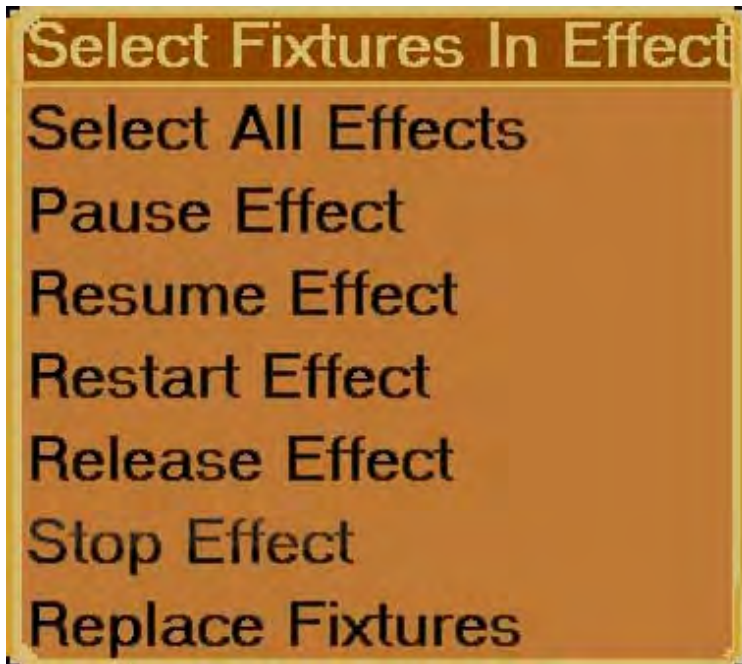 Select Fixtures In Effect
Select All Effects
Pause Effect
Resume Effect
Restart Effect
Release Effect
Stop Effect
Replace Fixtures